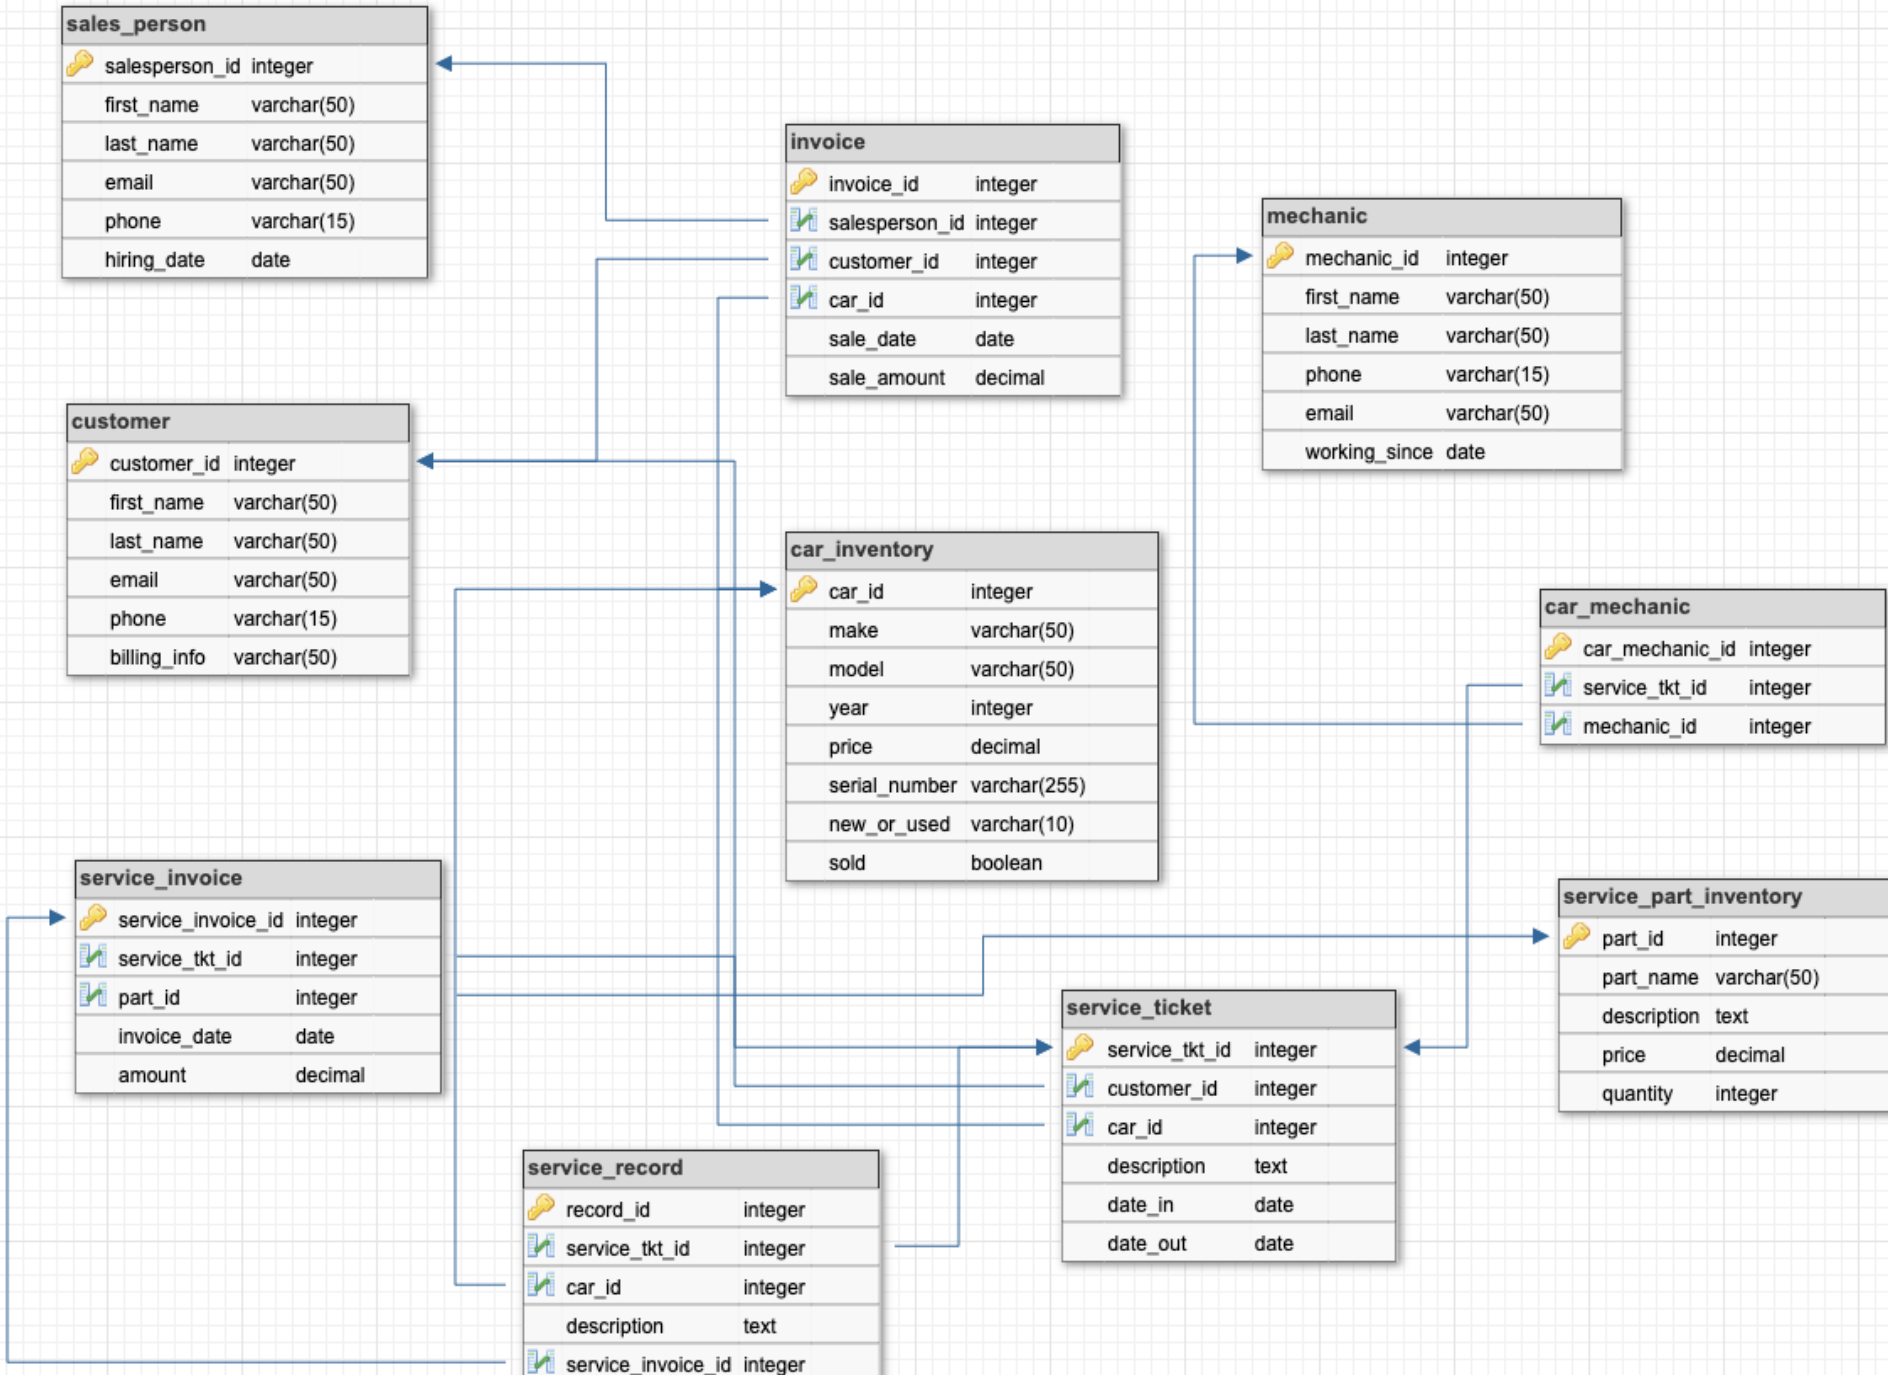 sales_person
salesperson_id integer
first_name varchar(50)
last_name varchar(50)
email varchar(50)
phone varchar(15)
hiring_date date
invoice
invoice_id integer
salesperson_id integer
customer_id integer
car_id integer
sale_date date
sale_amount decimal
mechanic
mechanic_id integer
first_name varchar(50)
last_name varchar(50)
phone varchar(15)
email varchar(50)
working_since date
customer
customer_id integer
first_name varchar(50)
last_name varchar(50)
email varchar(50)
phone varchar(15)
billing_info varchar(50)
car_inventory
car_id integer
make varchar(50)
model varchar(50)
year integer
price decimal
serial_number varchar(255)
new_or_used varchar(10)
sold boolean
car_mechanic
car_mechanic_id integer
service_tkt_id integer
mechanic_id integer
service_invoice
service_invoice_id integer
service_tkt_id integer
part_id integer
invoice_date date
amount decimal
service_part_inventory
part_id integer
part_name varchar(50)
description text
price decimal
quantity integer
service_ticket
service_tkt_id integer
customer_id integer
car_id integer
description text
date_in date
date_out date
service_record
record_id integer
service_tkt_id integer
car_id integer
description text
service_invoice_id integer